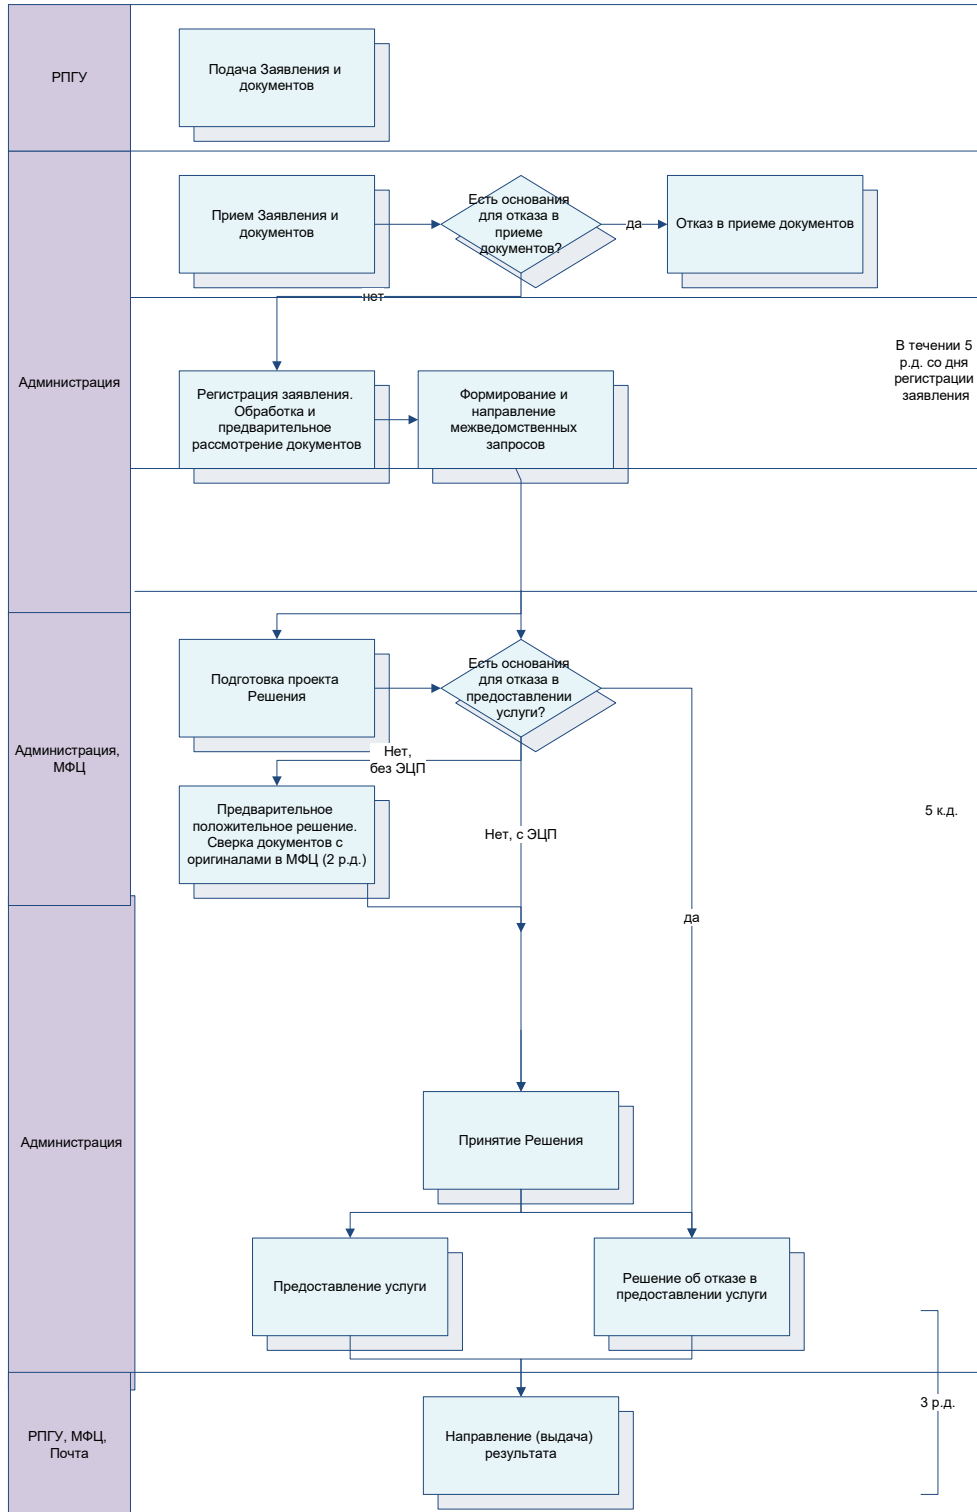 РПГУ
Подача Заявления и
документов
Администрация
Прием Заявления и
документов
Есть основания
для отказа в
приеме
документов?
да
Отказ в приеме документов
нет
Регистрация заявления.
Обработка и
предварительное
рассмотрение документов
Формирование и
направление
межведомственных
запросов
В течении 5
р.д. со дня
регистрации
заявления
Администрация,
МФЦ
Подготовка проекта
Решения
Есть основания
для отказа в
предоставлении
услуги?
Нет,
без ЭЦП
Предварительное
положительное решение.
Сверка документов с
оригиналами в МФЦ (2 р.д.)
Нет, с ЭЦП
5 к.д.
да
Администрация
Принятие Решения
Предоставление услуги
Решение об отказе в
предоставлении услуги
3 р.д.
РПГУ, МФЦ,
Почта
Направление (выдача)
результата